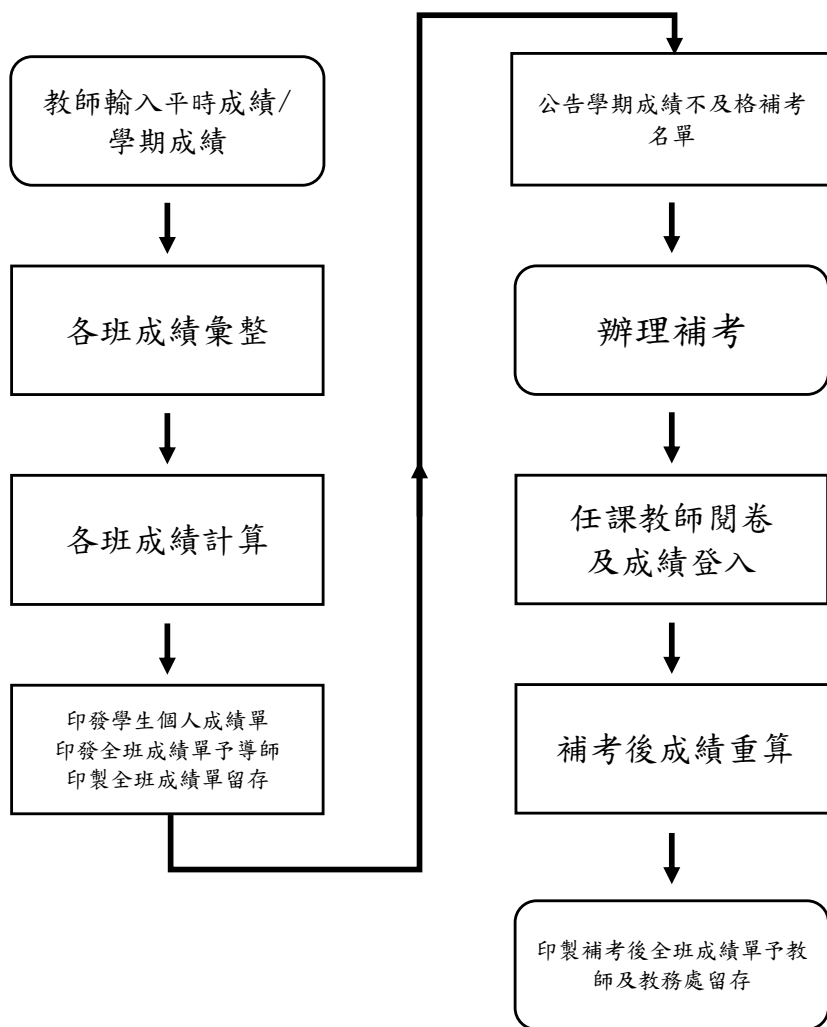 教師輸入平時成績/
學期成績
各班成績彙整
各班成績計算
印發學生個人成績單
印發全班成績單予導師
印製全班成績單留存
公告學期成績不及格補考
名單
辦理補考
任課教師閱卷
及成績登入
補考後成績重算
印製補考後全班成績單予教
師及教務處留存